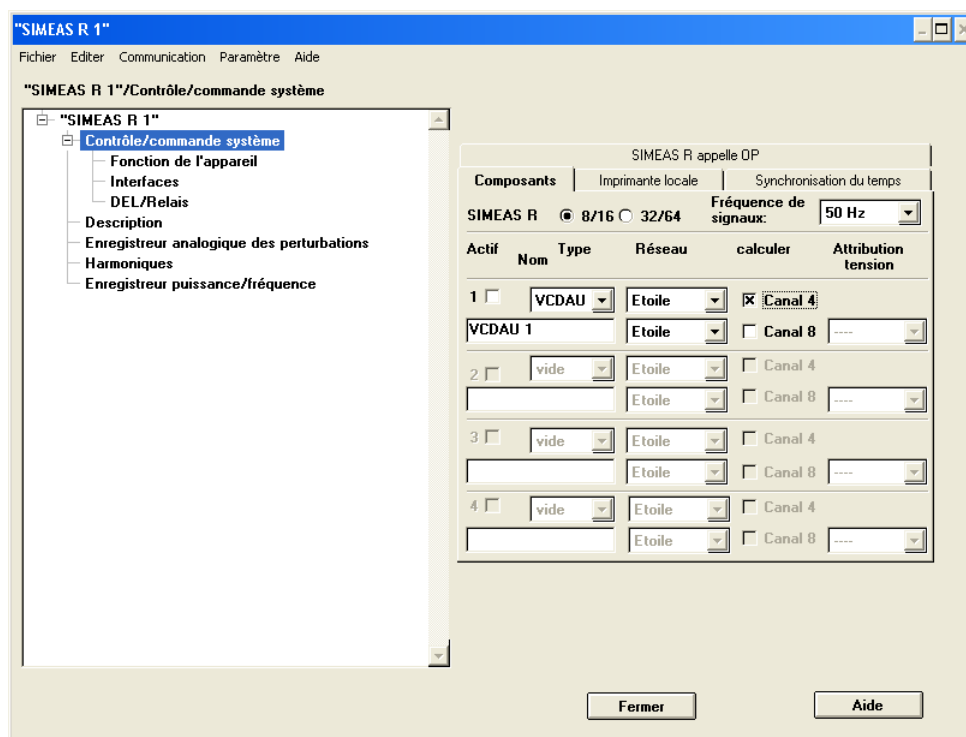 "SIMEAS R 1"
Fichier Editer Communication Paramètre Aide
"SIMEAS R 1"/Contrôle/commande système
"SIMEAS R 1"
Contrôle/commande système
Fonction de l'appareil
Interfaces
DEL/Relais
Description
Enregistreur analogique des perturbations
Harmoniques
Enregistreur puissance/fréquence
SIMEAS R appelle OP
Composants Imprimante locale Synchronisation du temps
SIMEAS R 8/16 32/64 Fréquence de signaux: 50 Hz
Actif Nom Type Réseau calculer Attribution tension
1 VCDAU Etoile Canal 4
VCDAU 1 Etoile Canal 8 ----
2 vide Etoile Canal 4
Etoile Canal 8 ----
3 vide Etoile Canal 4
Etoile Canal 8 ----
4 vide Etoile Canal 4
Etoile Canal 8 ----
Fermer Aide